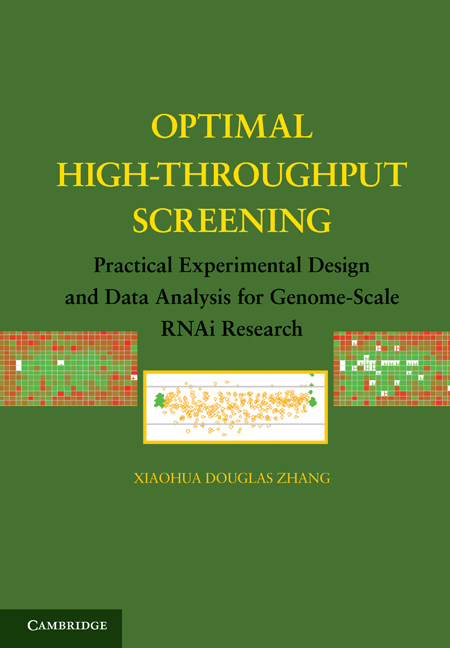 OPTIMAL
HIGH-THROUGHPUT
SCREENING
Practical Experimental Design
and Data Analysis for Genome-Scale
RNAi Research
XIAOHUA DOUGLAS ZHANG
CAMBRIDGE